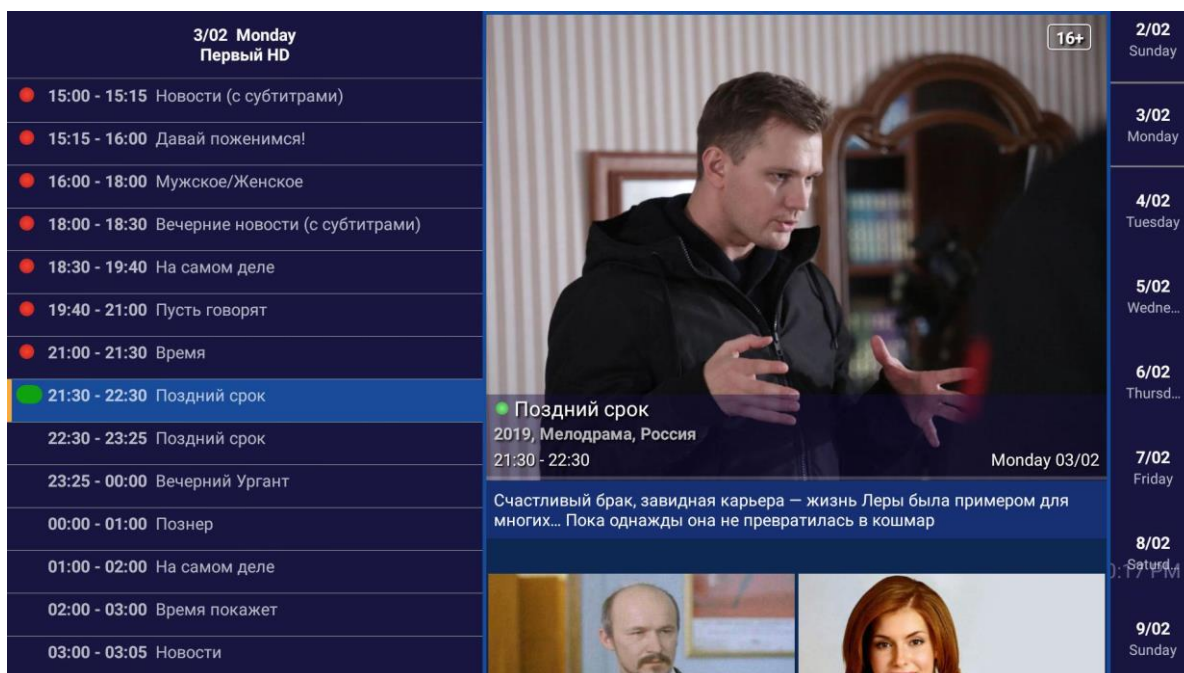 3/02 Monday
Первый HD
15:00 - 15:15 Новости (с субтитрами)
15:15 - 16:00 Давай поженимся!
16:00 - 18:00 Мужское/Женское
18:00 - 18:30 Вечерние новости (с субтитрами)
18:30 - 19:40 На самом деле
19:40 - 21:00 Пусть говорят
21:00 - 21:30 Время
21:30 - 22:30 Поздний срок
22:30 - 23:25 Поздний срок
23:25 - 00:00 Вечерний Ургант
00:00 - 01:00 Познер
01:00 - 02:00 На самом деле
02:00 - 03:00 Время покажет
03:00 - 03:05 Новости
16+
Поздний срок
2019, Мелодрама, Россия
21:30 - 22:30 Monday 03/02
Счастливый брак, завидная карьера — жизнь Леры была примером для
многих... Пока однажды она не превратилась в кошмар
2/02
Sunday
3/02
Monday
4/02
Tuesday
5/02
Wedne...
6/02
Thursd...
7/02
Friday
8/02
Saturd...
0:17 PM
9/02
Sunday